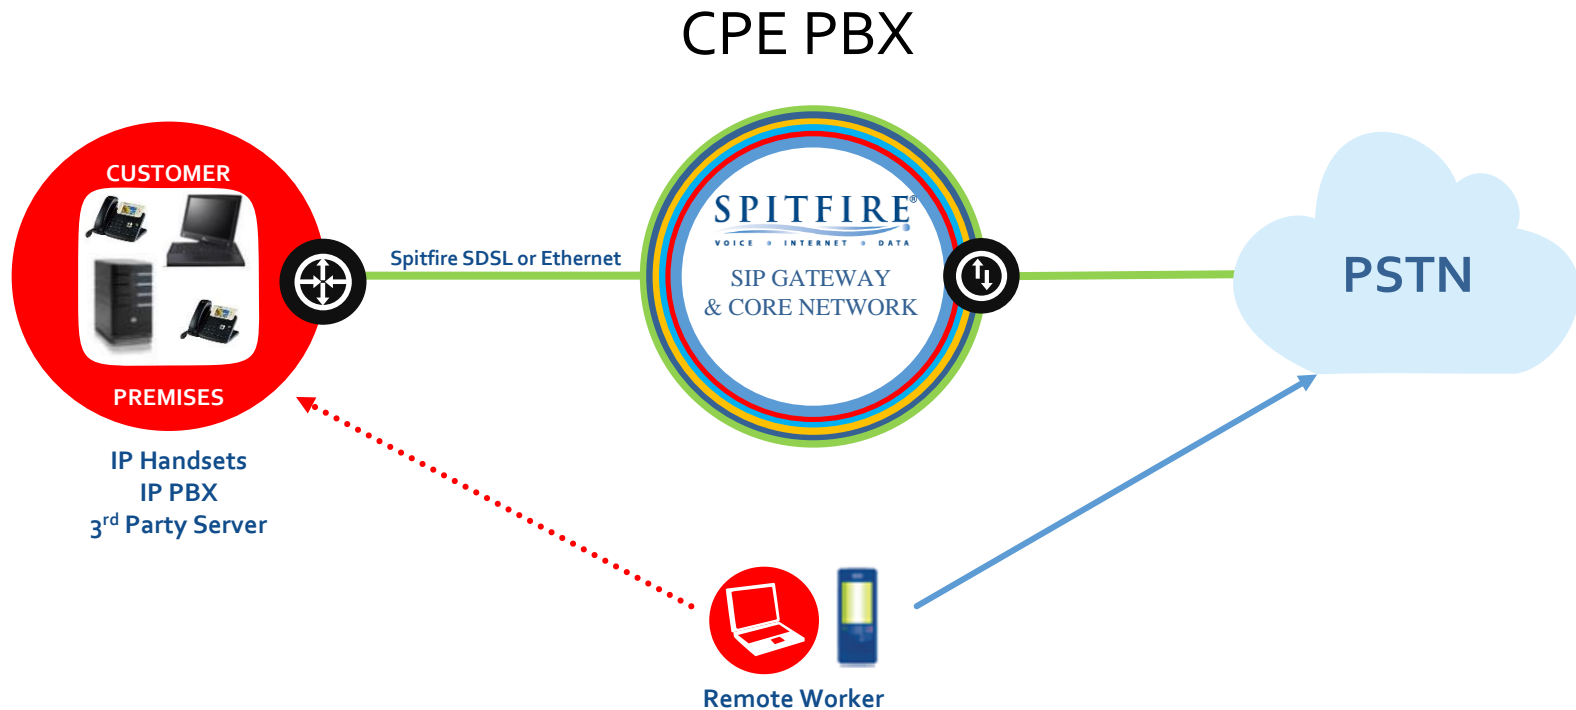 CPE PBX
CUSTOMER
PREMISES
IP Handsets
IP PBX
3rd Party Server
Spitfire SDSL or Ethernet
SPITFIRE®
VOICE • INTERNET • DATA
SIP GATEWAY
& CORE NETWORK
PSTN
Remote Worker